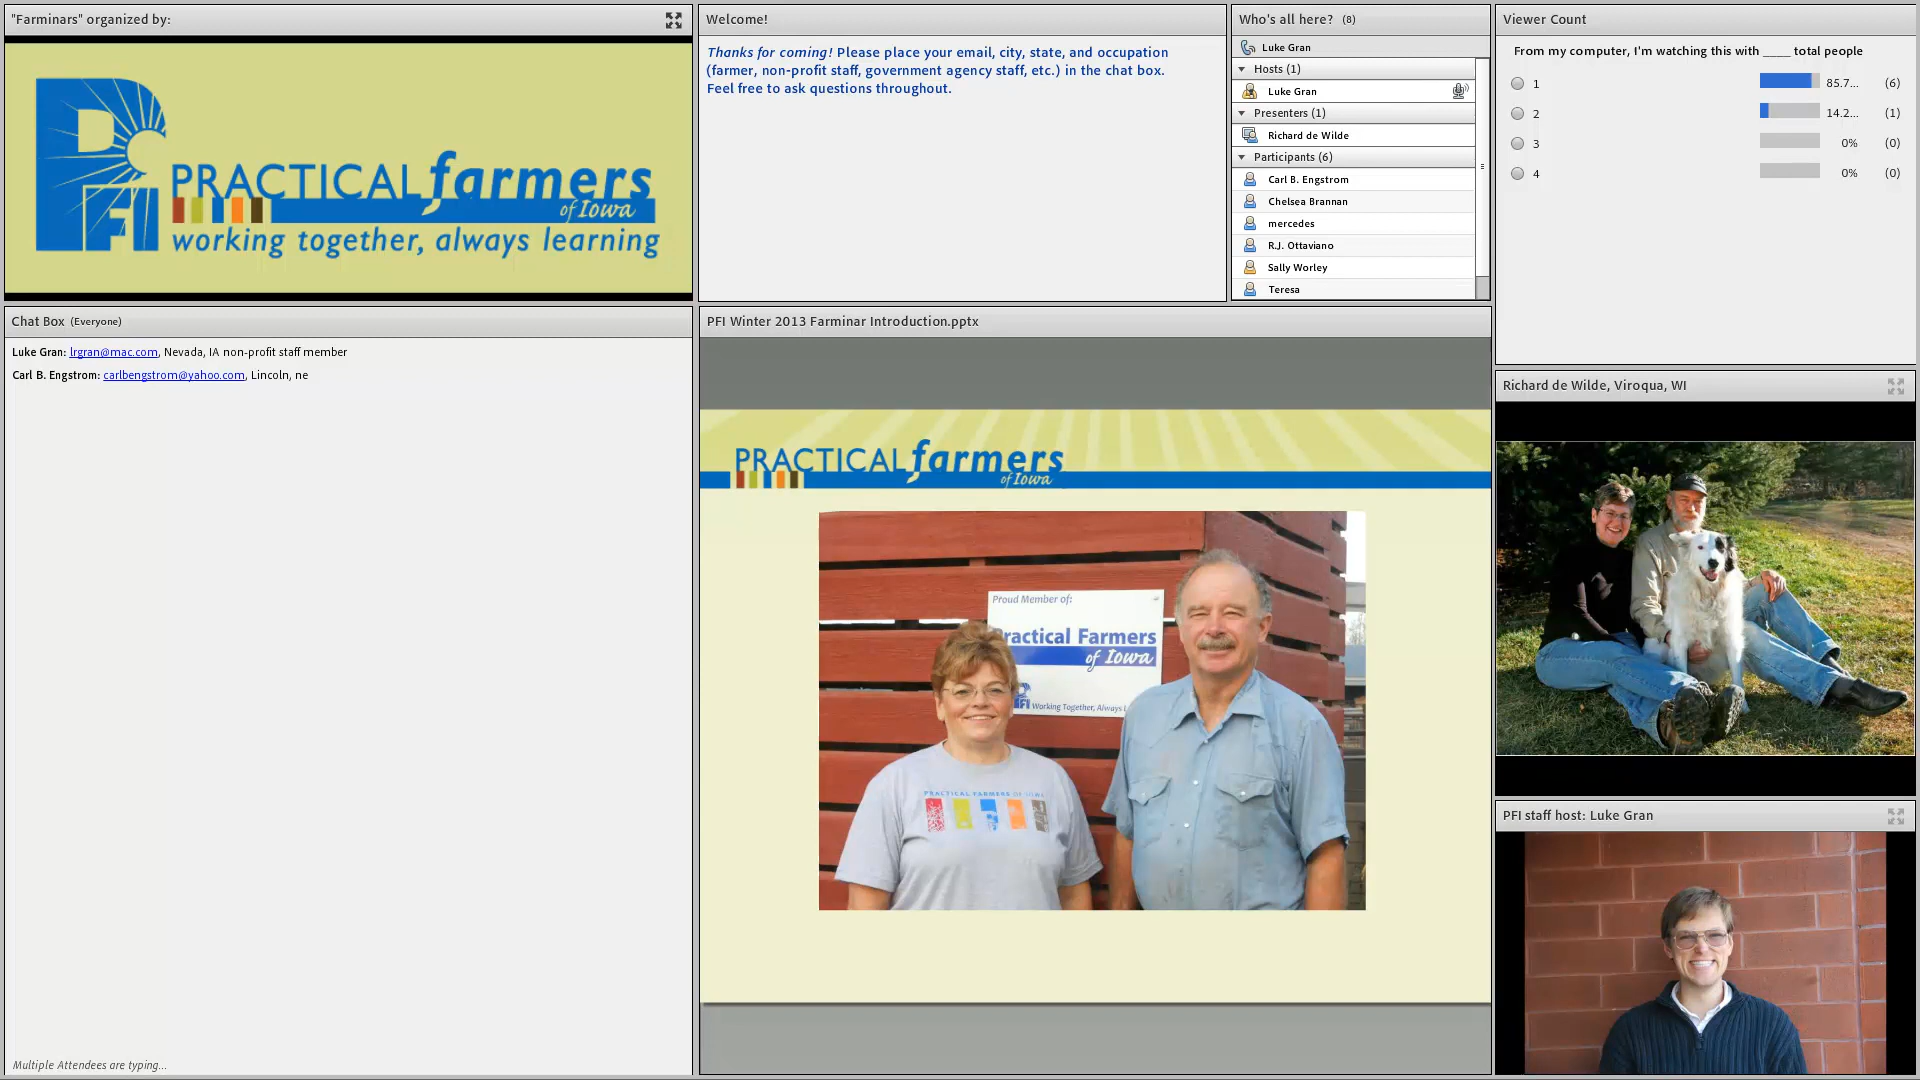 "Farminars" organized by:
PFI
PRACTICAL farmers
of Iowa
working together, always learning
Welcome!
Thanks for coming! Please place your email, city, state, and occupation
(farmer, non-profit staff, government agency staff, etc.) in the chat box.
Feel free to ask questions throughout.
Who's all here? (8)
Luke Gran
Hosts (1)
Luke Gran
Presenters (1)
Richard de Wilde
Participants (6)
Carl B. Engstrom
Chelsea Brannan
mercedes
R.J. Ottaviano
Sally Worley
Teresa
Viewer Count
From my computer, I'm watching this with ____ total people
1 85.7... (6)
2 14.2... (1)
3 0% (0)
4 0% (0)
Chat Box (Everyone)
Luke Gran: lrgran@mac.com, Nevada, IA non-profit staff member
Carl B. Engstrom: carlbengstrom@yahoo.com, Lincoln, ne
Multiple Attendees are typing...
PFI Winter 2013 Farminar Introduction.pptx
PRACTICAL farmers
of Iowa
Proud Member of:
Practical Farmers
of Iowa
PFI Working Together, Always L
PRACTICAL FARMERS OF IOWA
Richard de Wilde, Viroqua, WI
PFI staff host: Luke Gran